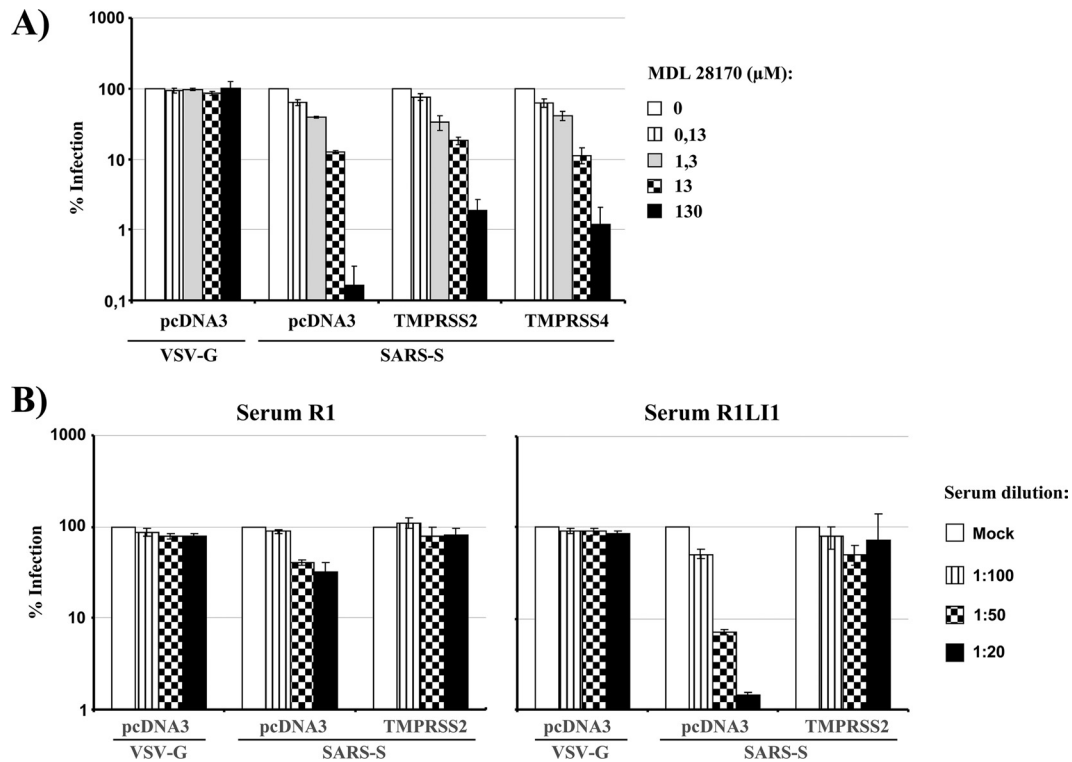 A)
1000
100
10
1
0,1
% Infection
pcDNA3
pcDNA3
TMPRSS2
TMPRSS4
VSV-G
SARS-S
MDL 28170 (µM):
0
0,13
1,3
13
130
B)
Serum R1
Serum R1LI1
1000
100
10
1
% Infection
pcDNA3
pcDNA3
TMPRSS2
pcDNA3
pcDNA3
TMPRSS2
VSV-G
SARS-S
VSV-G
SARS-S
Serum dilution:
Mock
1:100
1:50
1:20